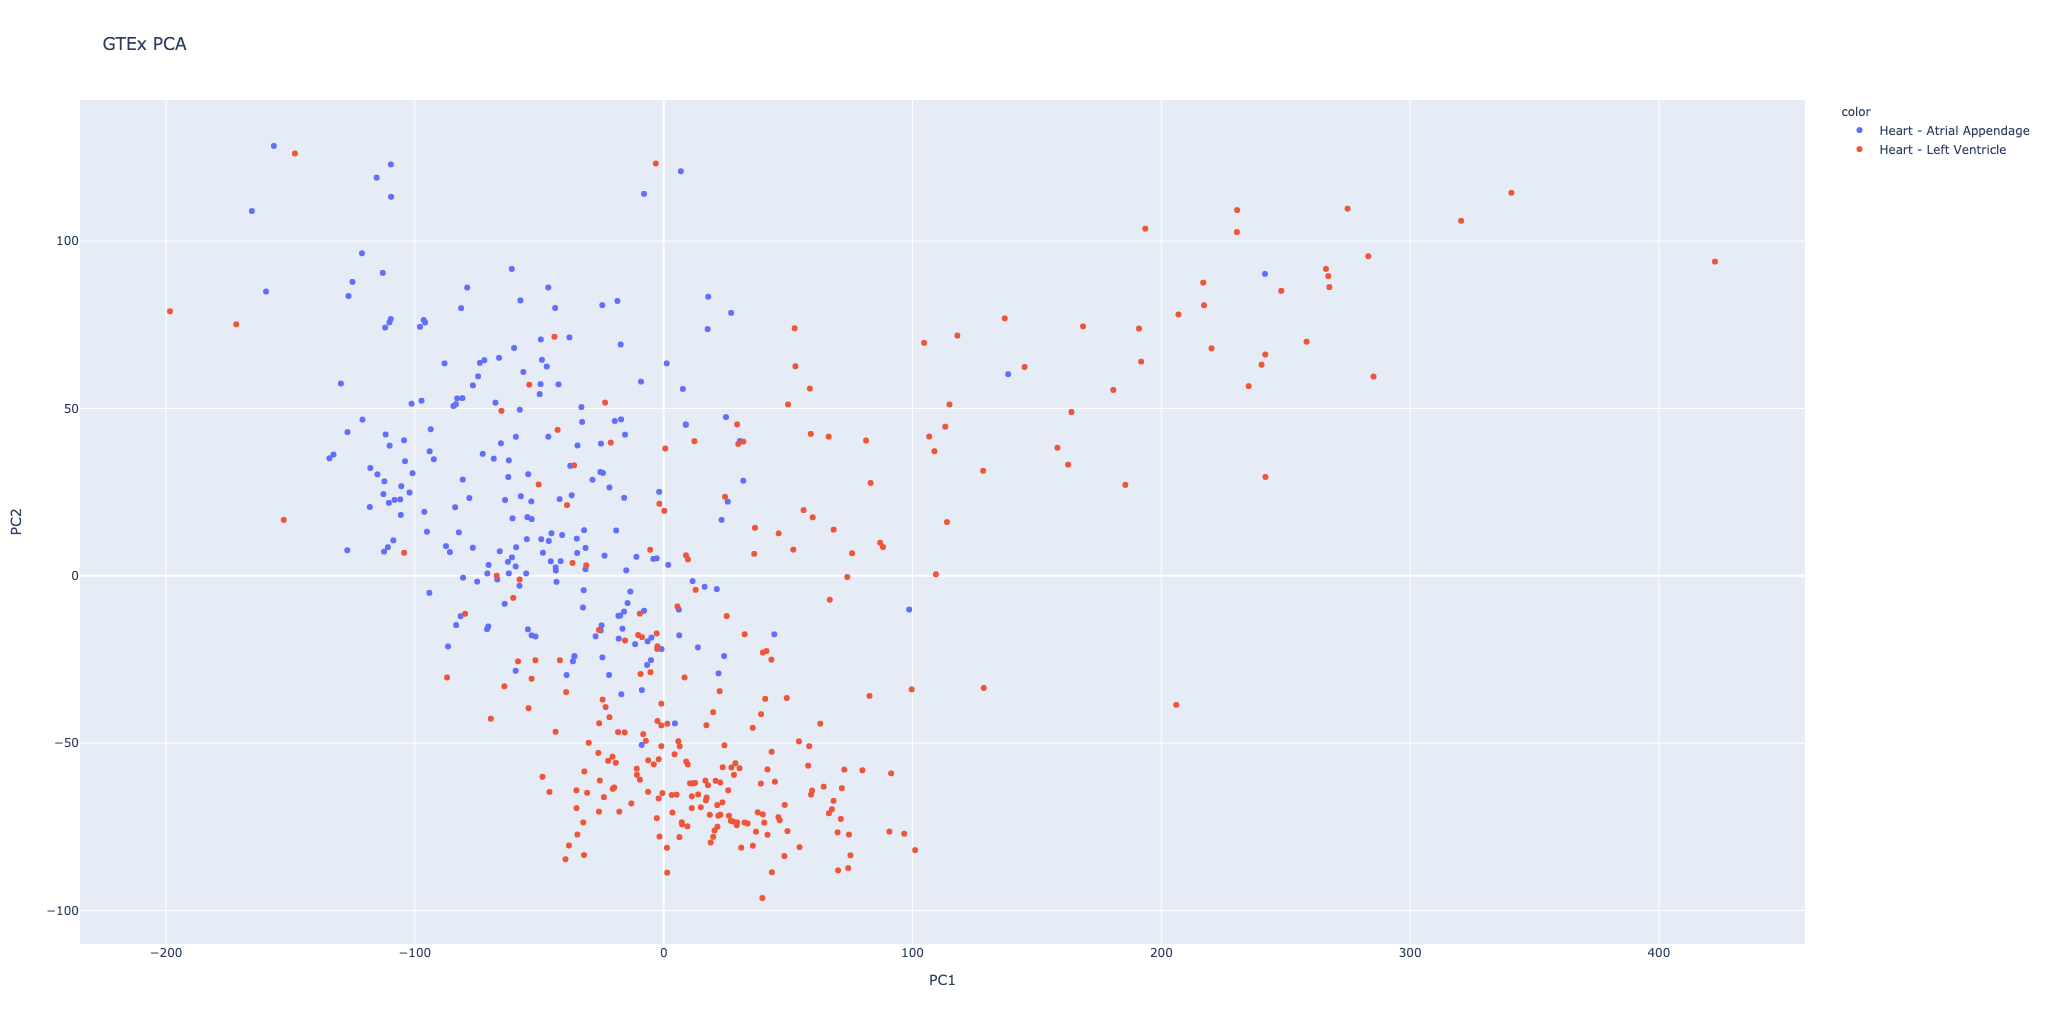 GTEx PCA
color
Heart - Atrial Appendage
Heart - Left Ventricle
100
50
0
−50
−100
PC2
−200
−100
0
100
200
300
400
PC1